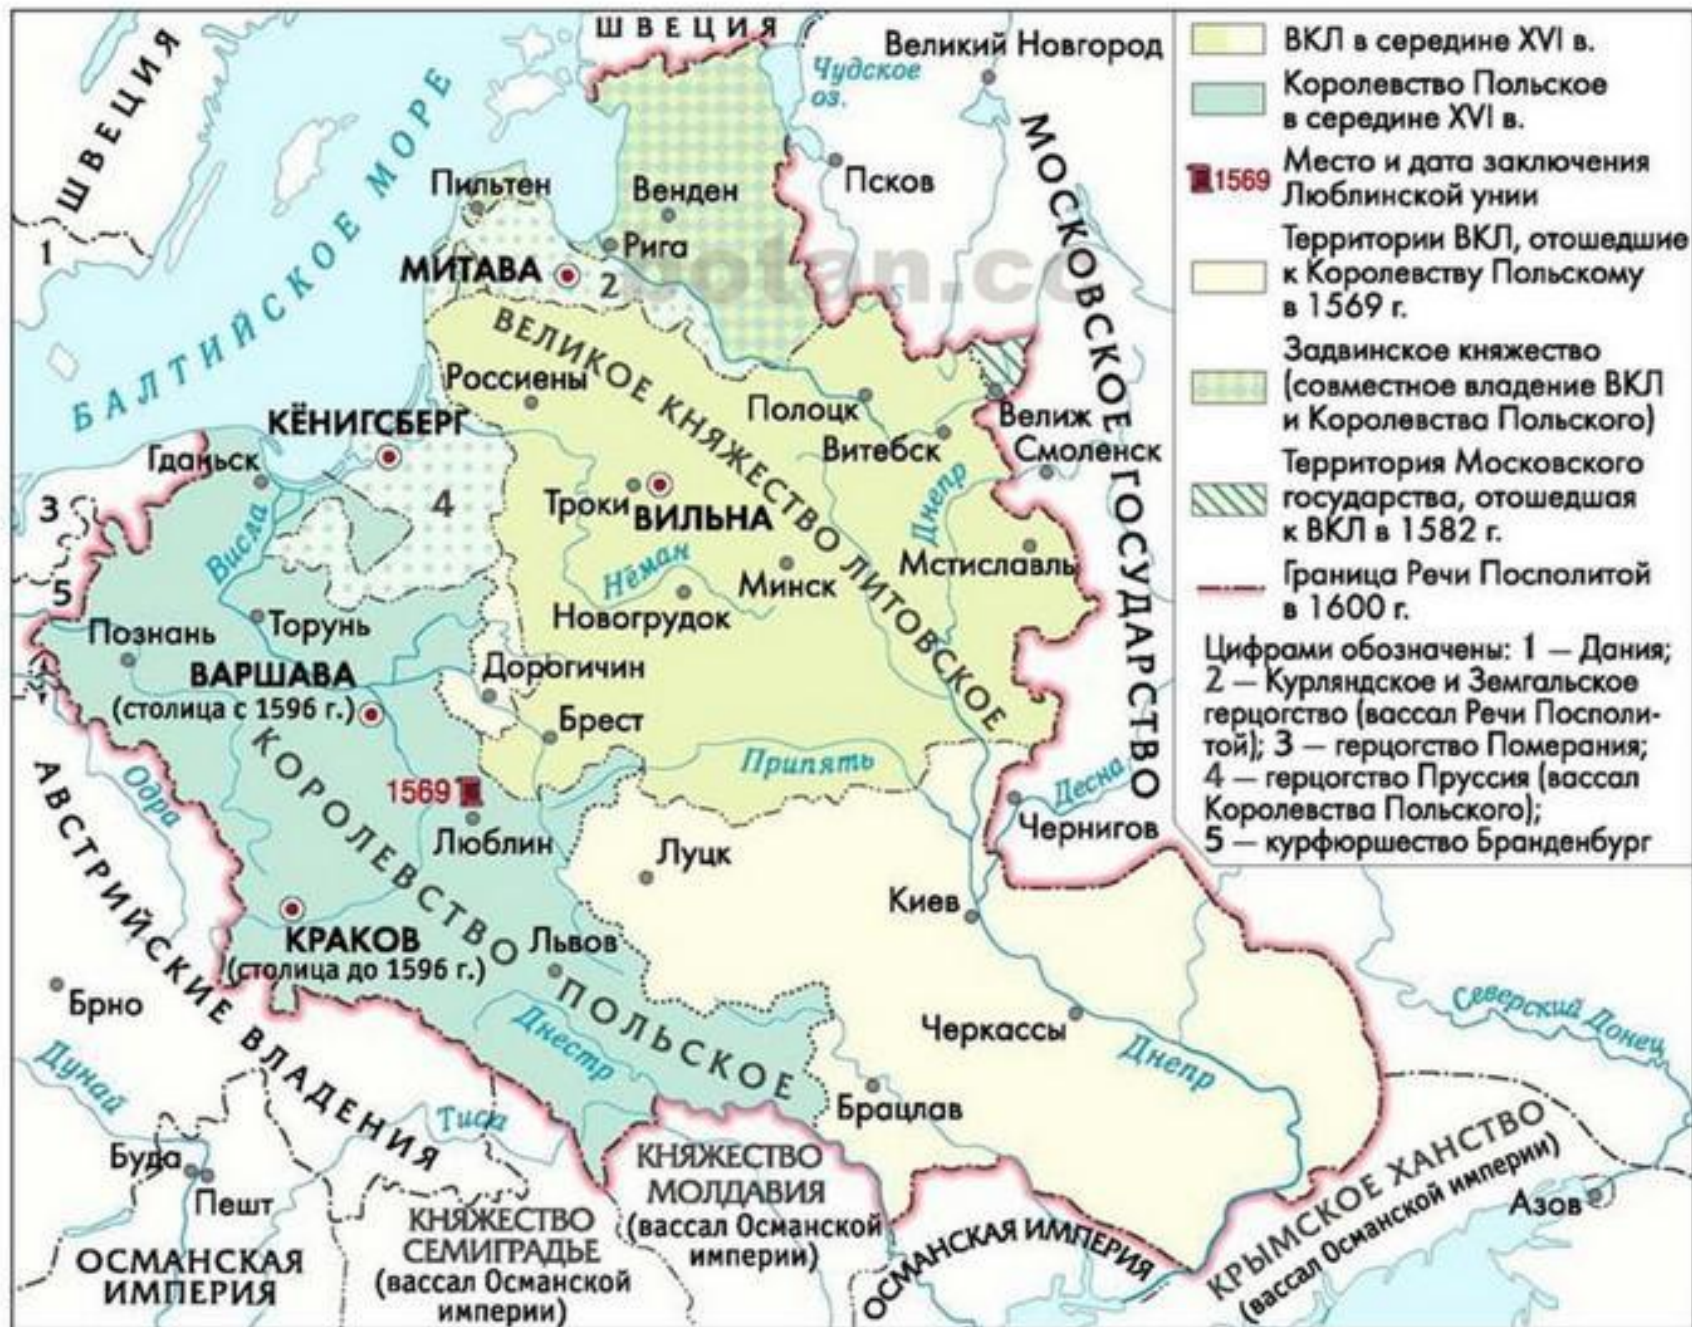 ШВЕЦИЯ
ШВЕЦИЯ
1
БАЛТИЙСКОЕ МОРЕ
Чудское
оз.
Великий Новгород
Псков
МОСКОВСКОЕ ГОСУДАРСТВО
Пильтен
Венден
Рига
МИТАВА
2
ВЕЛИКОЕ КНЯЖЕСТВО ЛИТОВСКОЕ
Россиены
Полоцк
Витебск
Велиж
Смоленск
КЁНИГСБЕРГ
Гданьск
3
4
5
Троки
ВИЛЬНА
Днепр
Висла
Нёман
Минск
Мстиславль
Новогрудок
Познань
Торунь
ВАРШАВА
(столица с 1596 г.)
Дорогичин
Брест
Припять
Десна
Чернигов
КОРОЛЕВСТВО ПОЛЬСКОЕ
1569
Люблин
Луцк
Киев
Одра
АВСТРИЙСКИЕ ВЛАДЕНИЯ
КРАКОВ
(столица до 1596 г.)
Львов
Днестр
Черкассы
Днепр
Брацлав
Северский Донец
Брно
Дунай
Тиса
Буда
Пешт
ОСМАНСКАЯ
ИМПЕРИЯ
КНЯЖЕСТВО
СЕМИГРАДЬЕ
(вассал Османской
империи)
КНЯЖЕСТВО
МОЛДАВИЯ
(вассал Османской
империи)
ОСМАНСКАЯ ИМПЕРИЯ
КРЫМСКОЕ ХАНСТВО
(вассал Османской империи)
Азов
ВКЛ в середине XVI в.
Королевство Польское
в середине XVI в.
1569
Место и дата заключения
Люблинской унии
Территории ВКЛ, отошедшие
к Королевству Польскому
в 1569 г.
Задвинское княжество
(совместное владение ВКЛ
и Королевства Польского)
Территория Московского
государства, отошедшая
к ВКЛ в 1582 г.
Граница Речи Посполитой
в 1600 г.
Цифрами обозначены: 1 — Дания;
2 — Курляндское и Земгальское
герцогство (вассал Речи Посполи-
той); 3 — герцогство Померания;
4 — герцогство Пруссия (вассал
Королевства Польского);
5 — курфюршество Бранденбург